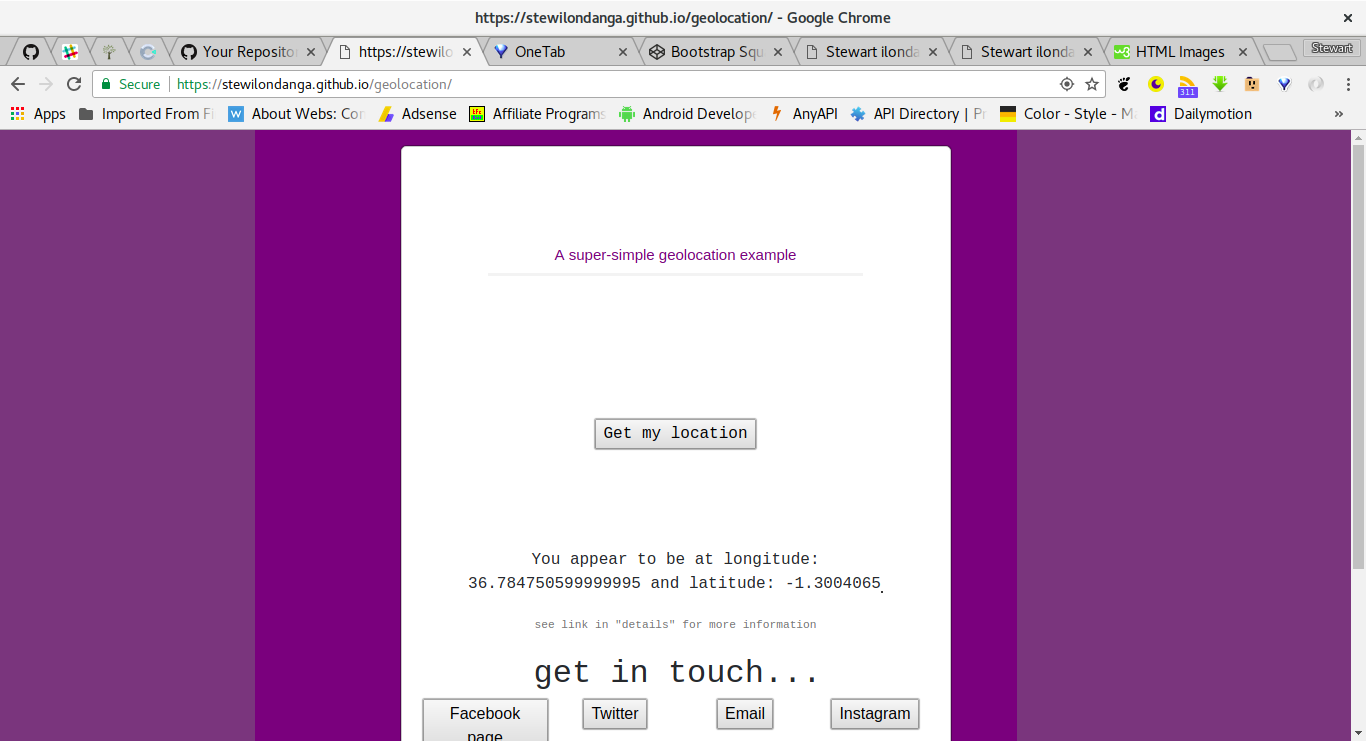 https://stewilondanga.github.io/geolocation/ - Google Chrome
Your Reposito
https://stewilo
OneTab
Bootstrap Squ
Stewart ilonda
Stewart ilonda
HTML Images
Stewart
Secure
https://stewilondanga.github.io/geolocation/
311
Apps
Imported From Fi
About Webs: Con
Adsense
Affiliate Programs
Android Develop
AnyAPI
API Directory | Pr
Color - Style - Ma
Dailymotion
A super-simple geolocation example
Get my location
You appear to be at longitude:
36.784750599999995 and latitude: -1.3004065.
see link in "details" for more information
get in touch...
Facebook
page
Twitter
Email
Instagram